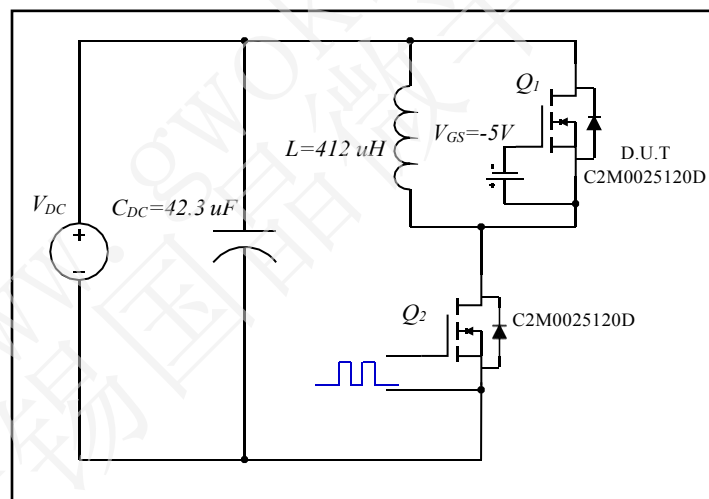 Q1
VGS=-5V
L=412 uH
D.U.T
C2M0025120D
VDC
CDC=42.3 uF
Q2
C2M0025120D